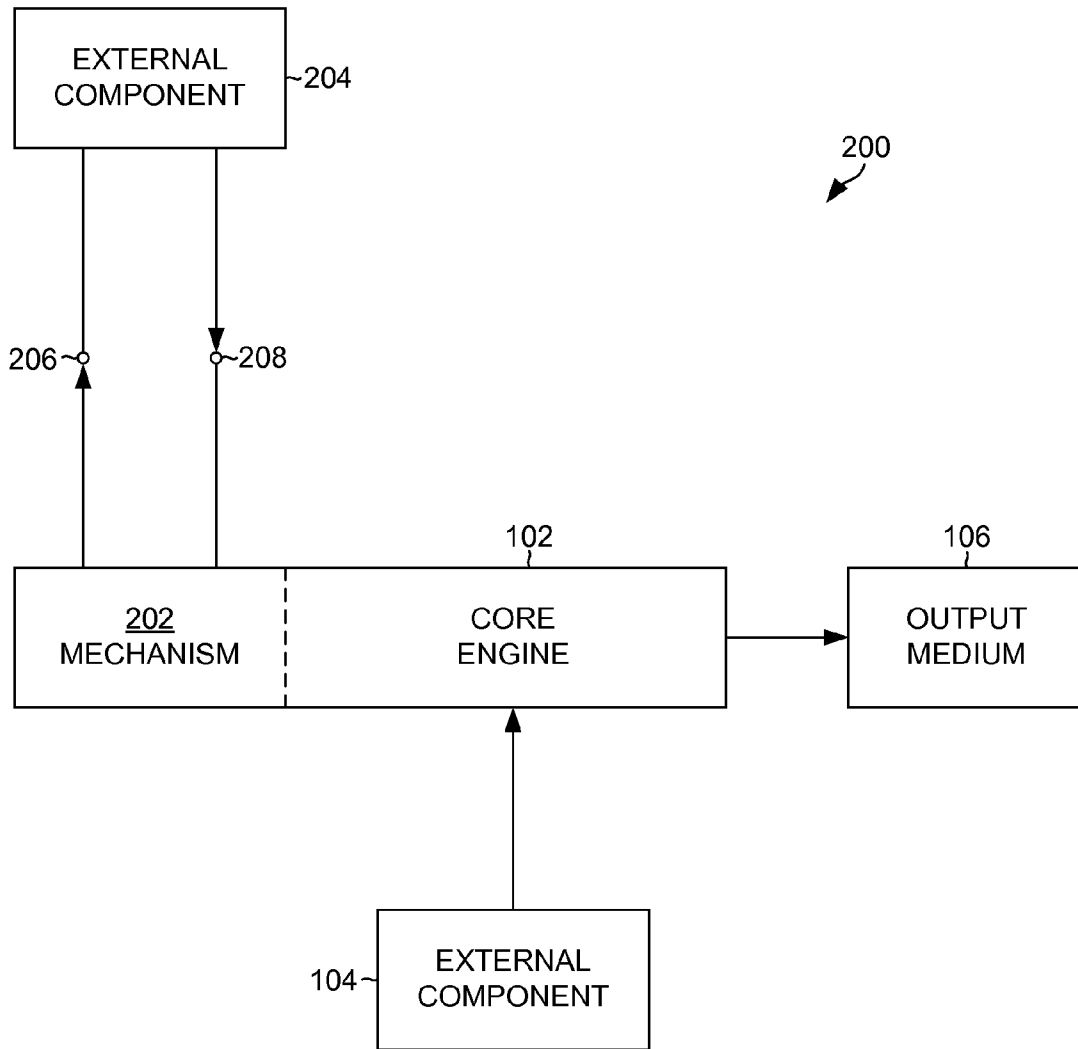 EXTERNAL
COMPONENT
204
200
206
208
102
106
202
MECHANISM
CORE
ENGINE
OUTPUT
MEDIUM
104
EXTERNAL
COMPONENT